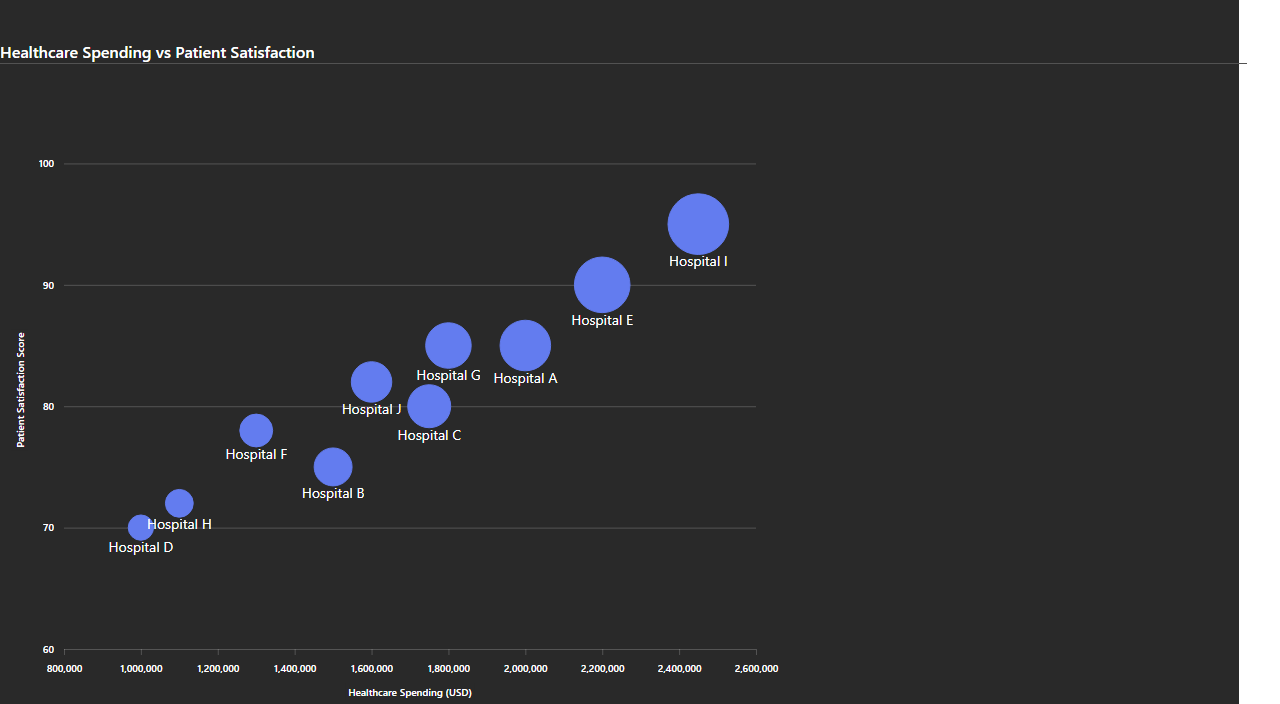 Healthcare Spending vs Patient Satisfaction
100
90
80
70
60
Patient Satisfaction Score
Hospital I
Hospital E
Hospital G
Hospital A
Hospital J
Hospital C
Hospital F
Hospital B
Hospital H
Hospital D
800,000 1,000,000 1,200,000 1,400,000 1,600,000 1,800,000 2,000,000 2,200,000 2,400,000 2,600,000
Healthcare Spending (USD)